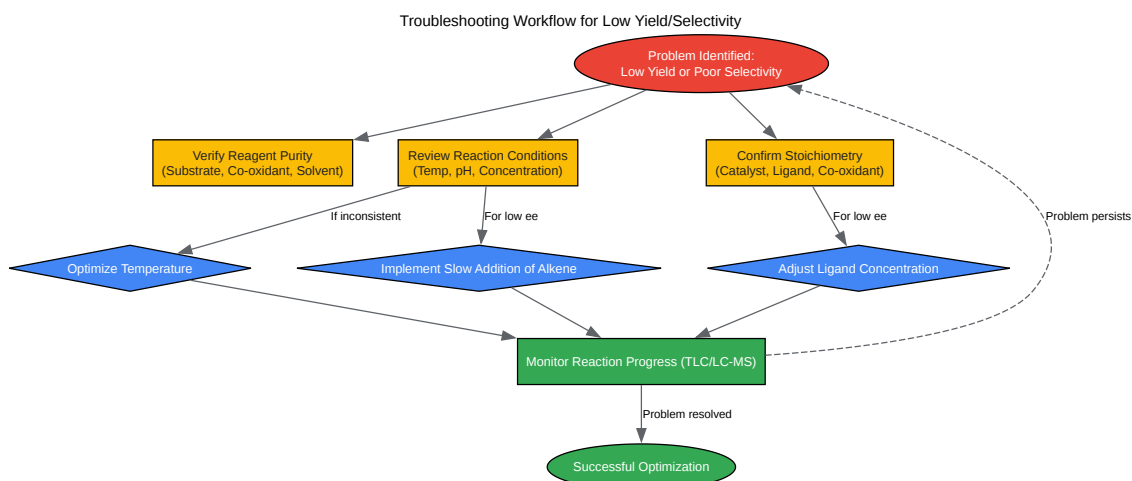 Troubleshooting Workflow for Low Yield/Selectivity
Problem Identified:
Low Yield or Poor Selectivity
Verify Reagent Purity
(Substrate, Co-oxidant, Solvent)
Review Reaction Conditions
(Temp, pH, Concentration)
Confirm Stoichiometry
(Catalyst, Ligand, Co-oxidant)
If inconsistent
For low ee
For low ee
Problem persists
Optimize Temperature
Implement Slow Addition of Alkene
Adjust Ligand Concentration
Monitor Reaction Progress (TLC/LC-MS)
Problem resolved
Successful Optimization